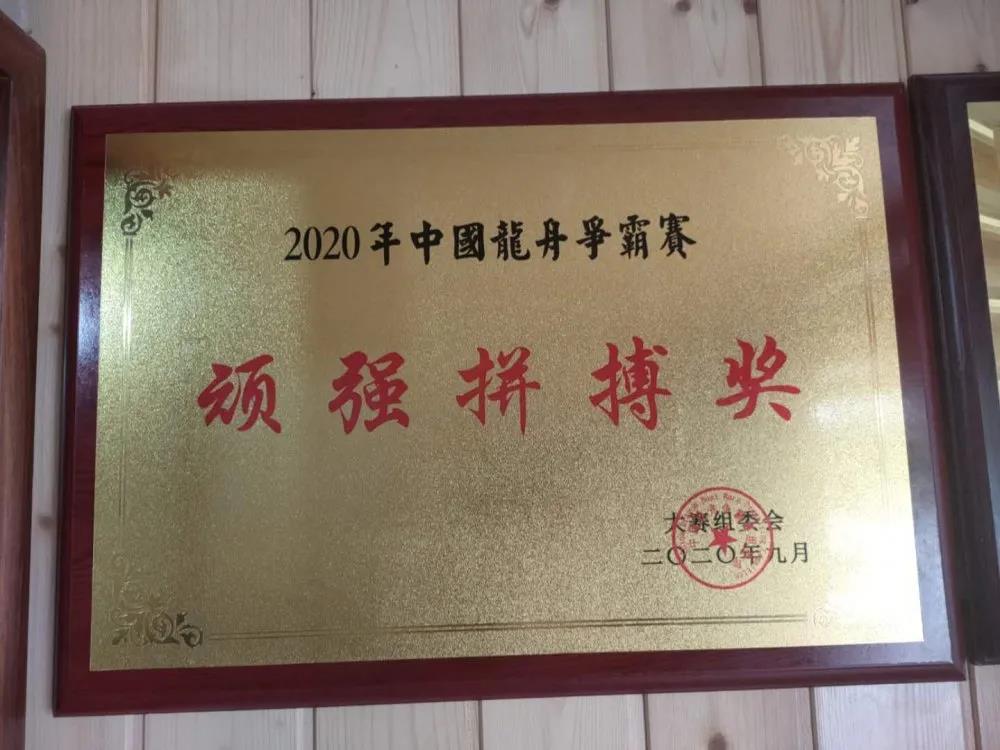 2020年中國龍舟爭霸賽
顽强拼搏奖
大赛组委会
二〇二〇年九月